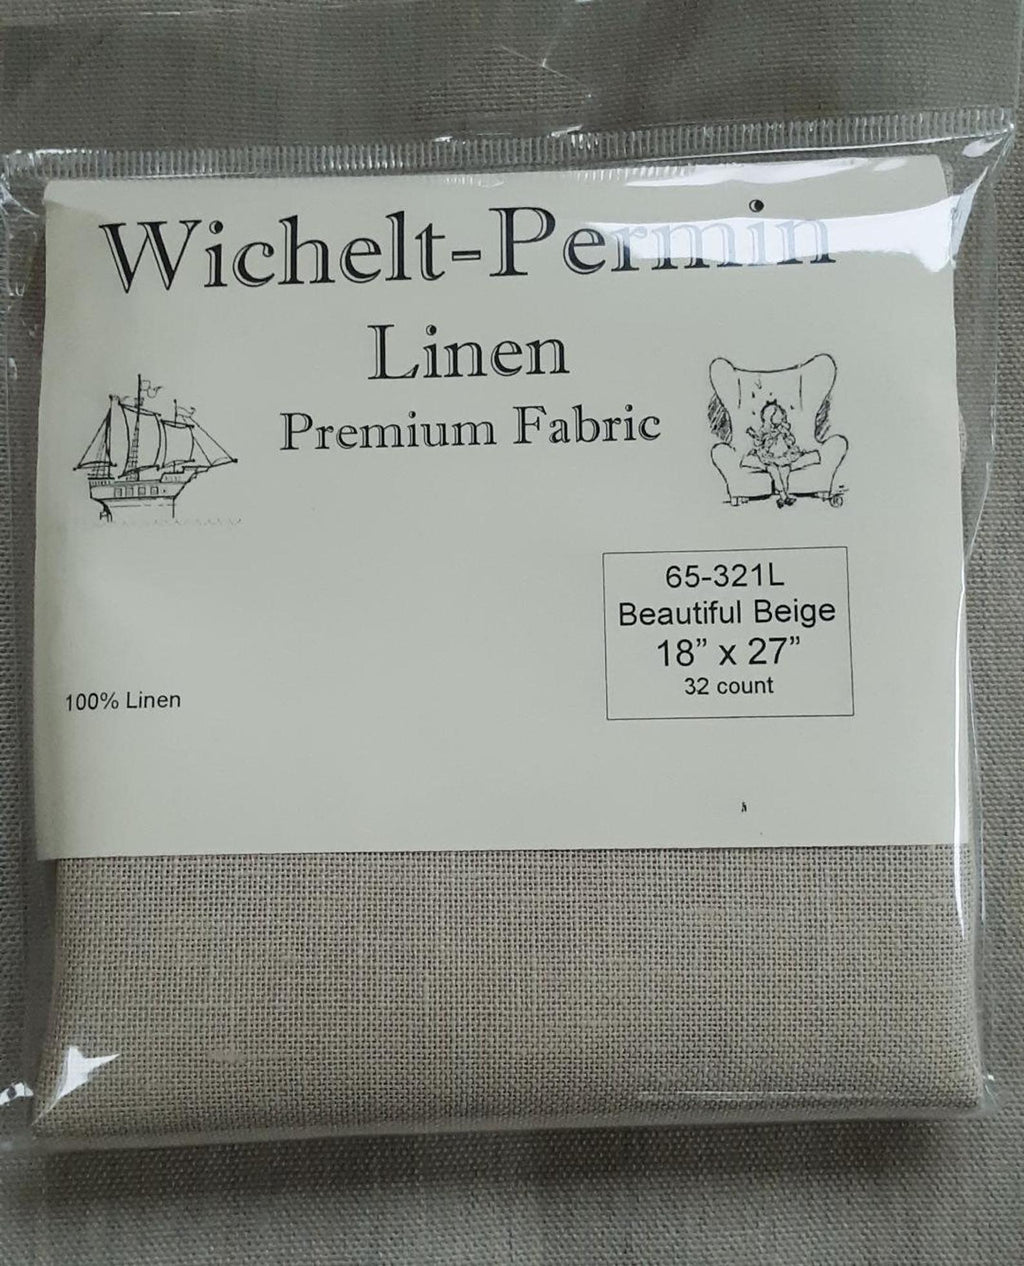 Wichelt-Permin
Linen
Premium Fabric
65-321L
Beautiful Beige
18” x 27”
32 count
100% Linen